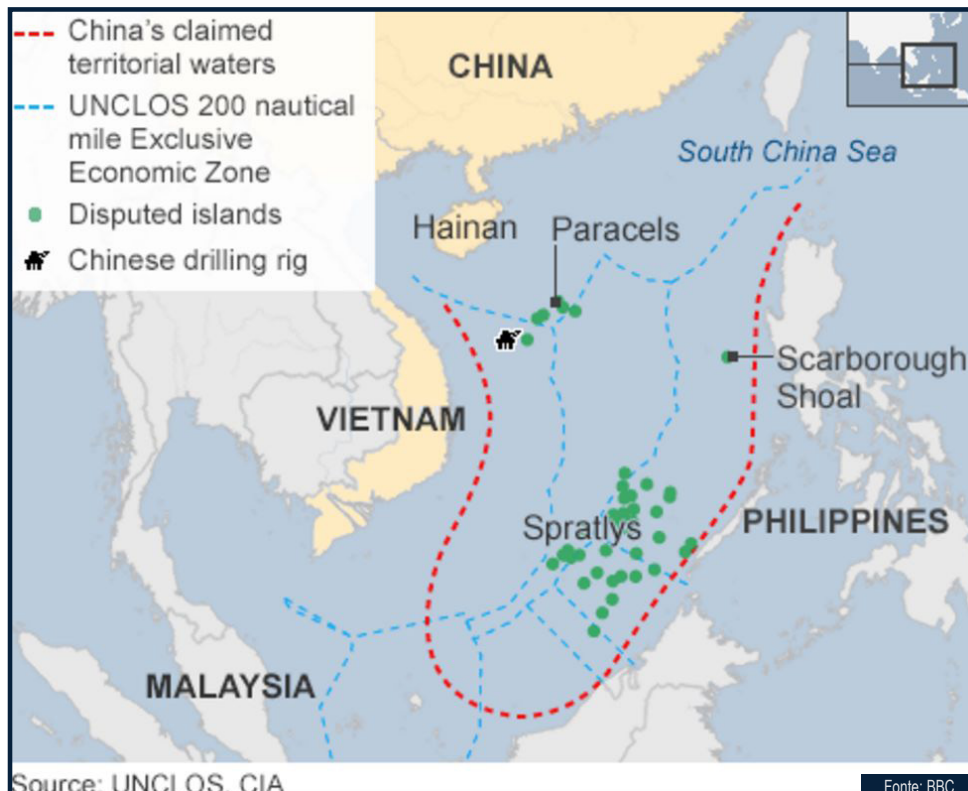 China's claimed
territorial waters
UNCLOS 200 nautical
mile Exclusive
Economic Zone
Disputed islands
Chinese drilling rig
CHINA
South China Sea
Hainan
Paracels
Scarborough
Shoal
VIETNAM
Spratlys
PHILIPPINES
MALAYSIA
Source: UNCLOS, CIA
Fonte: BBC